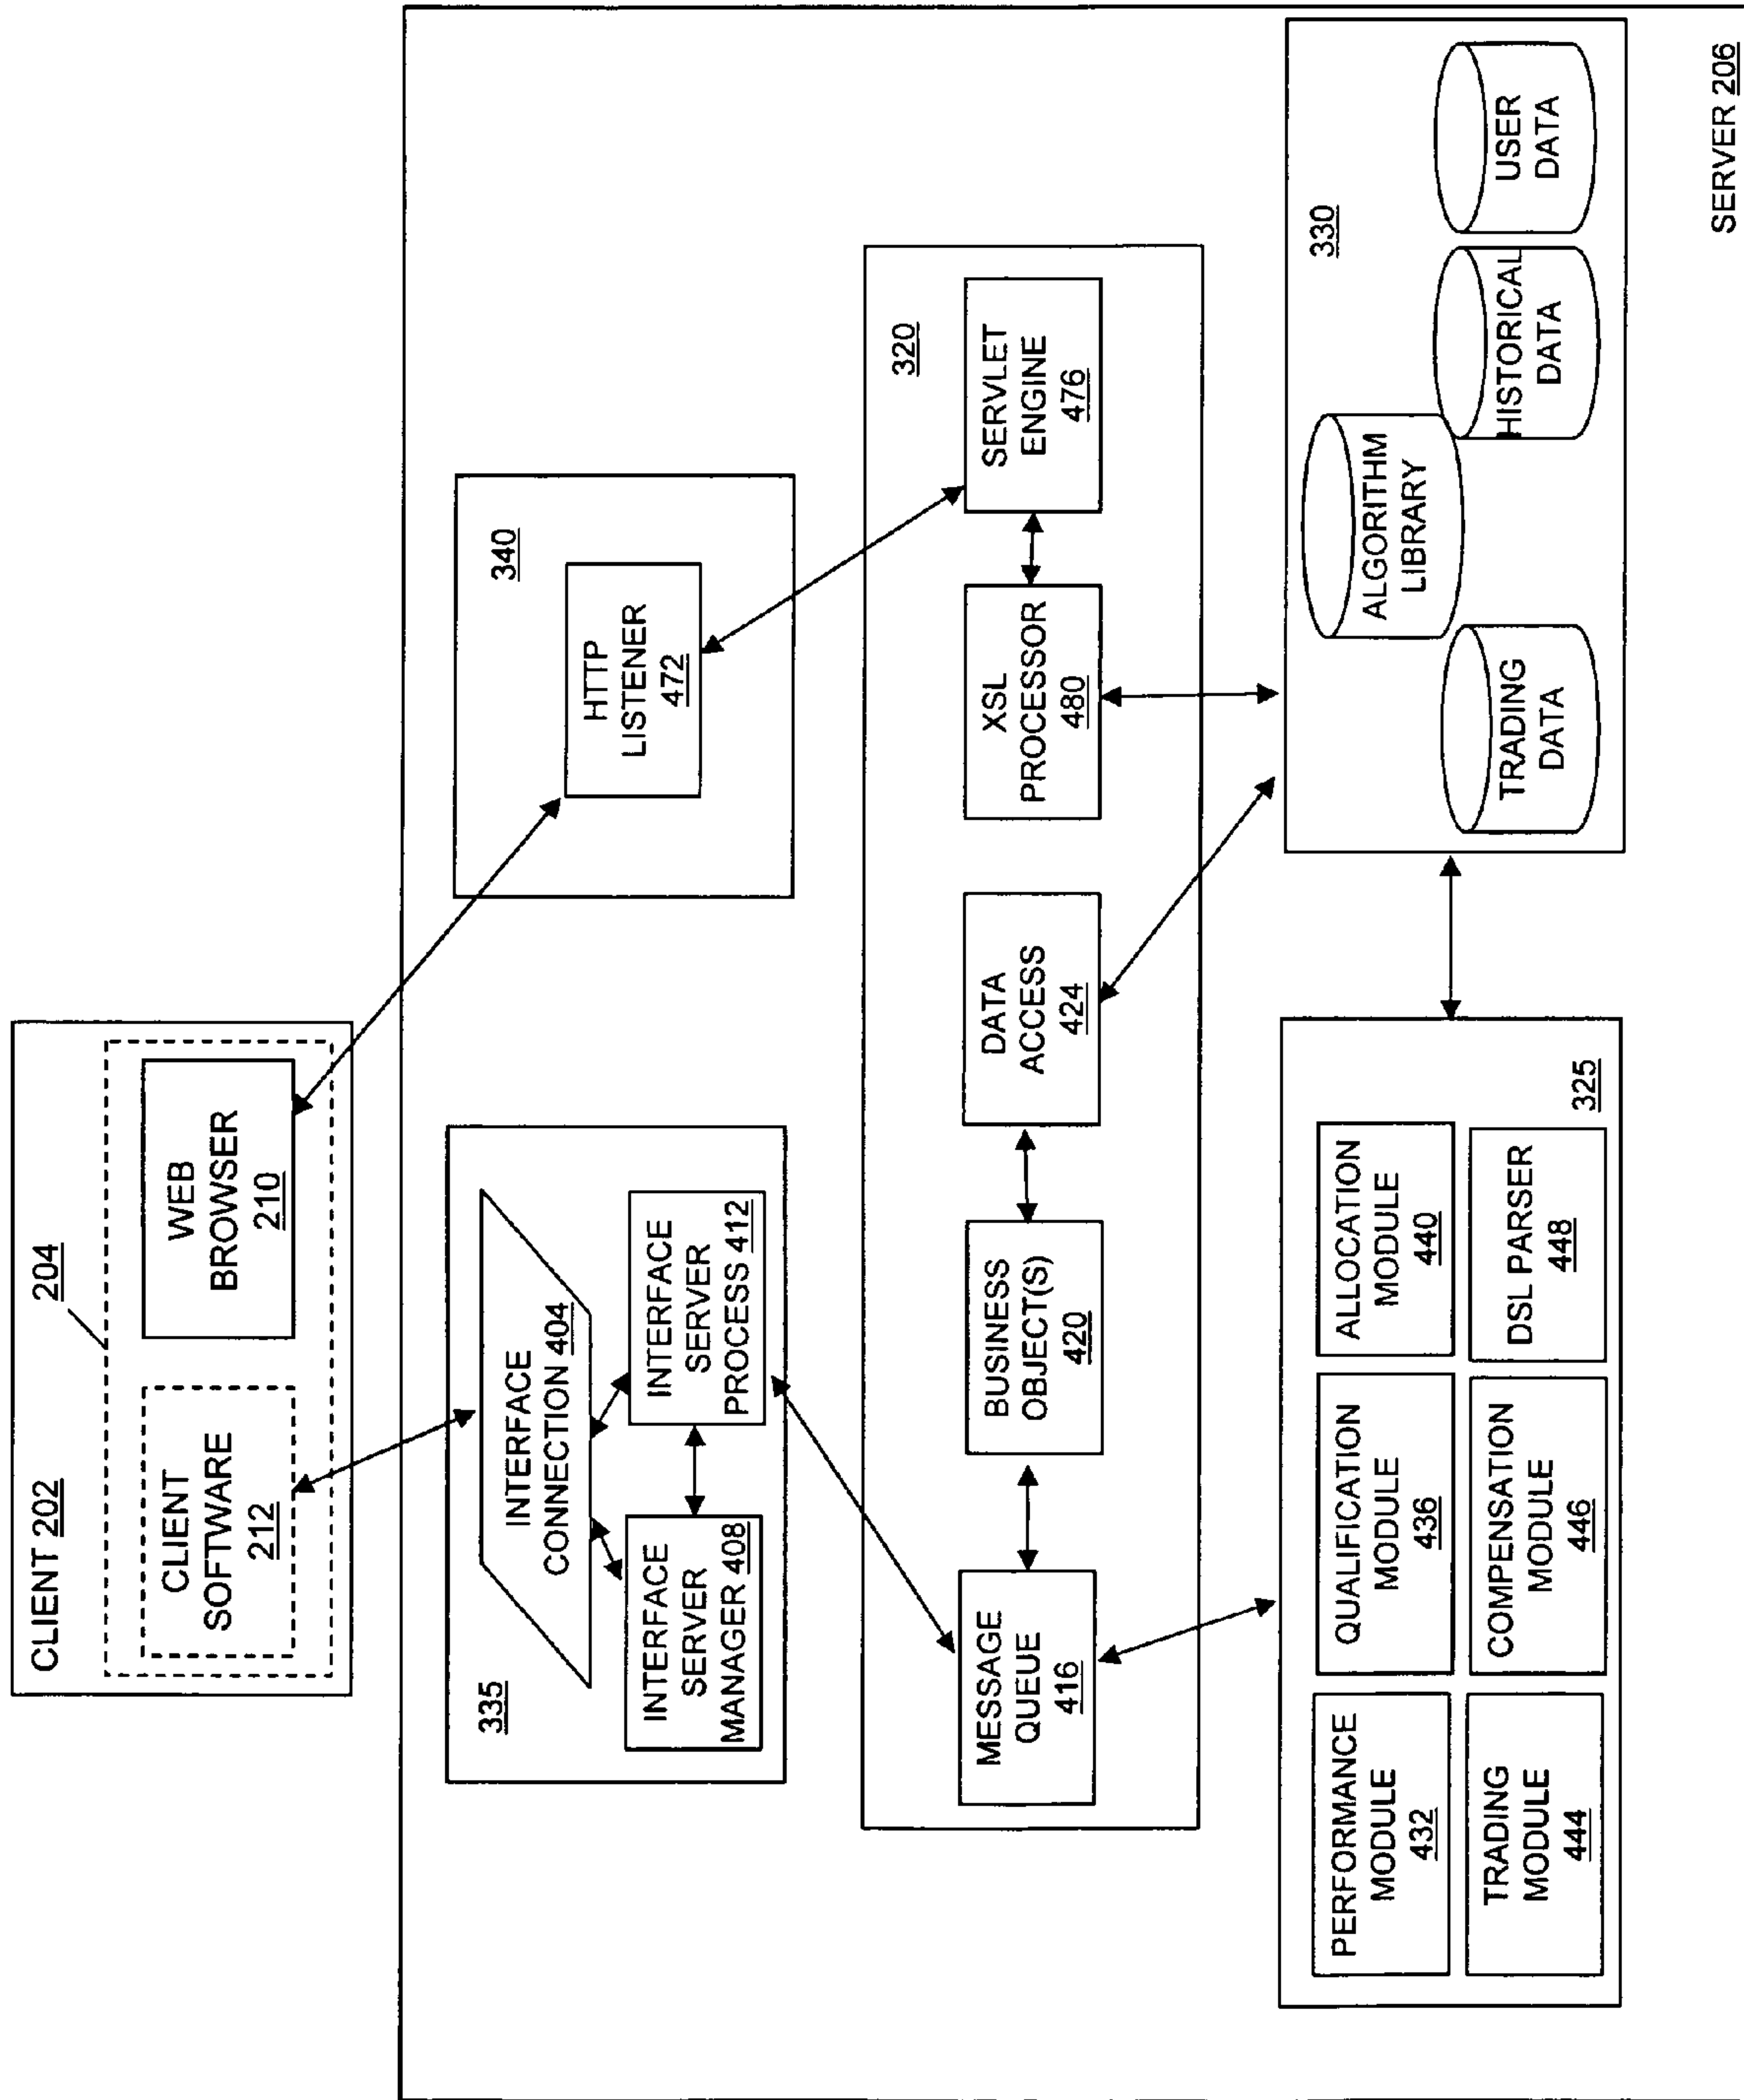 CLIENT 202
204
CLIENT
SOFTWARE
212
WEB
BROWSER
210
335
INTERFACE
CONNECTION 404
INTERFACE
SERVER
MANAGER 408
INTERFACE
SERVER
PROCESS 412
340
HTTP
LISTENER
472
320
MESSAGE
QUEUE
416
BUSINESS
OBJECT(S)
420
DATA
ACCESS
424
XSL
PROCESSOR
480
SERVLET
ENGINE
476
PERFORMANCE
MODULE
432
QUALIFICATION
MODULE
436
ALLOCATION
MODULE
440
TRADING
MODULE
444
COMPENSATION
MODULE
446
DSL PARSER
448
325
330
ALGORITHM
LIBRARY
TRADING
DATA
HISTORICAL
DATA
USER
DATA
SERVER 206